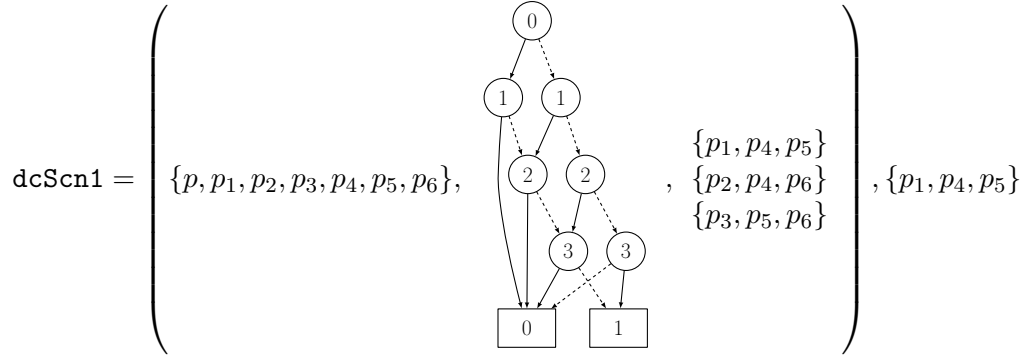 0
1 1
{p1, p4, p5}
dcScn1 = ( {p, p1, p2, p3, p4, p5, p6}, 2 2 , {p2, p4, p6} ) , {p1, p4, p5}
{p3, p5, p6}
3 3
0 1